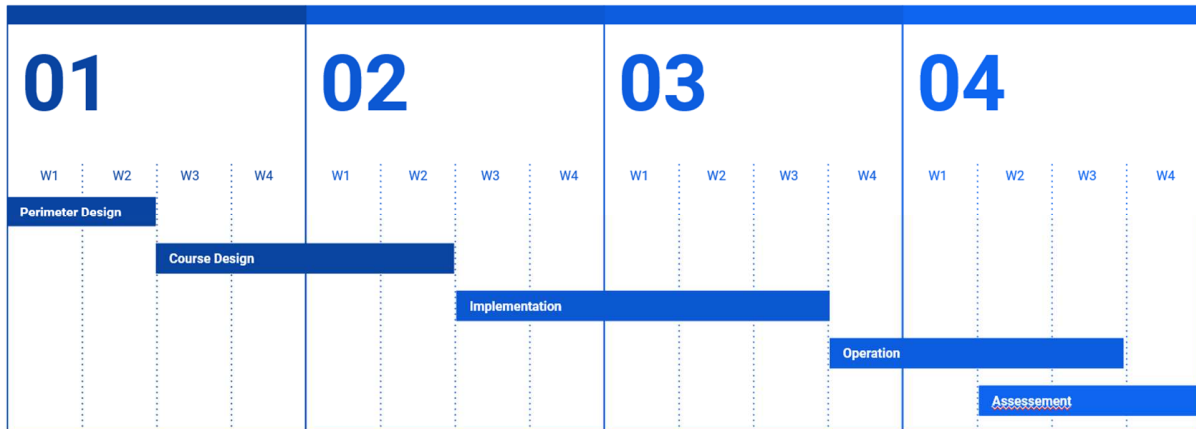 01 02 03 04
W1 W2 W3 W4 W1 W2 W3 W4 W1 W2 W3 W4 W1 W2 W3 W4
Perimeter Design
Course Design
Implementation
Operation
Assessement